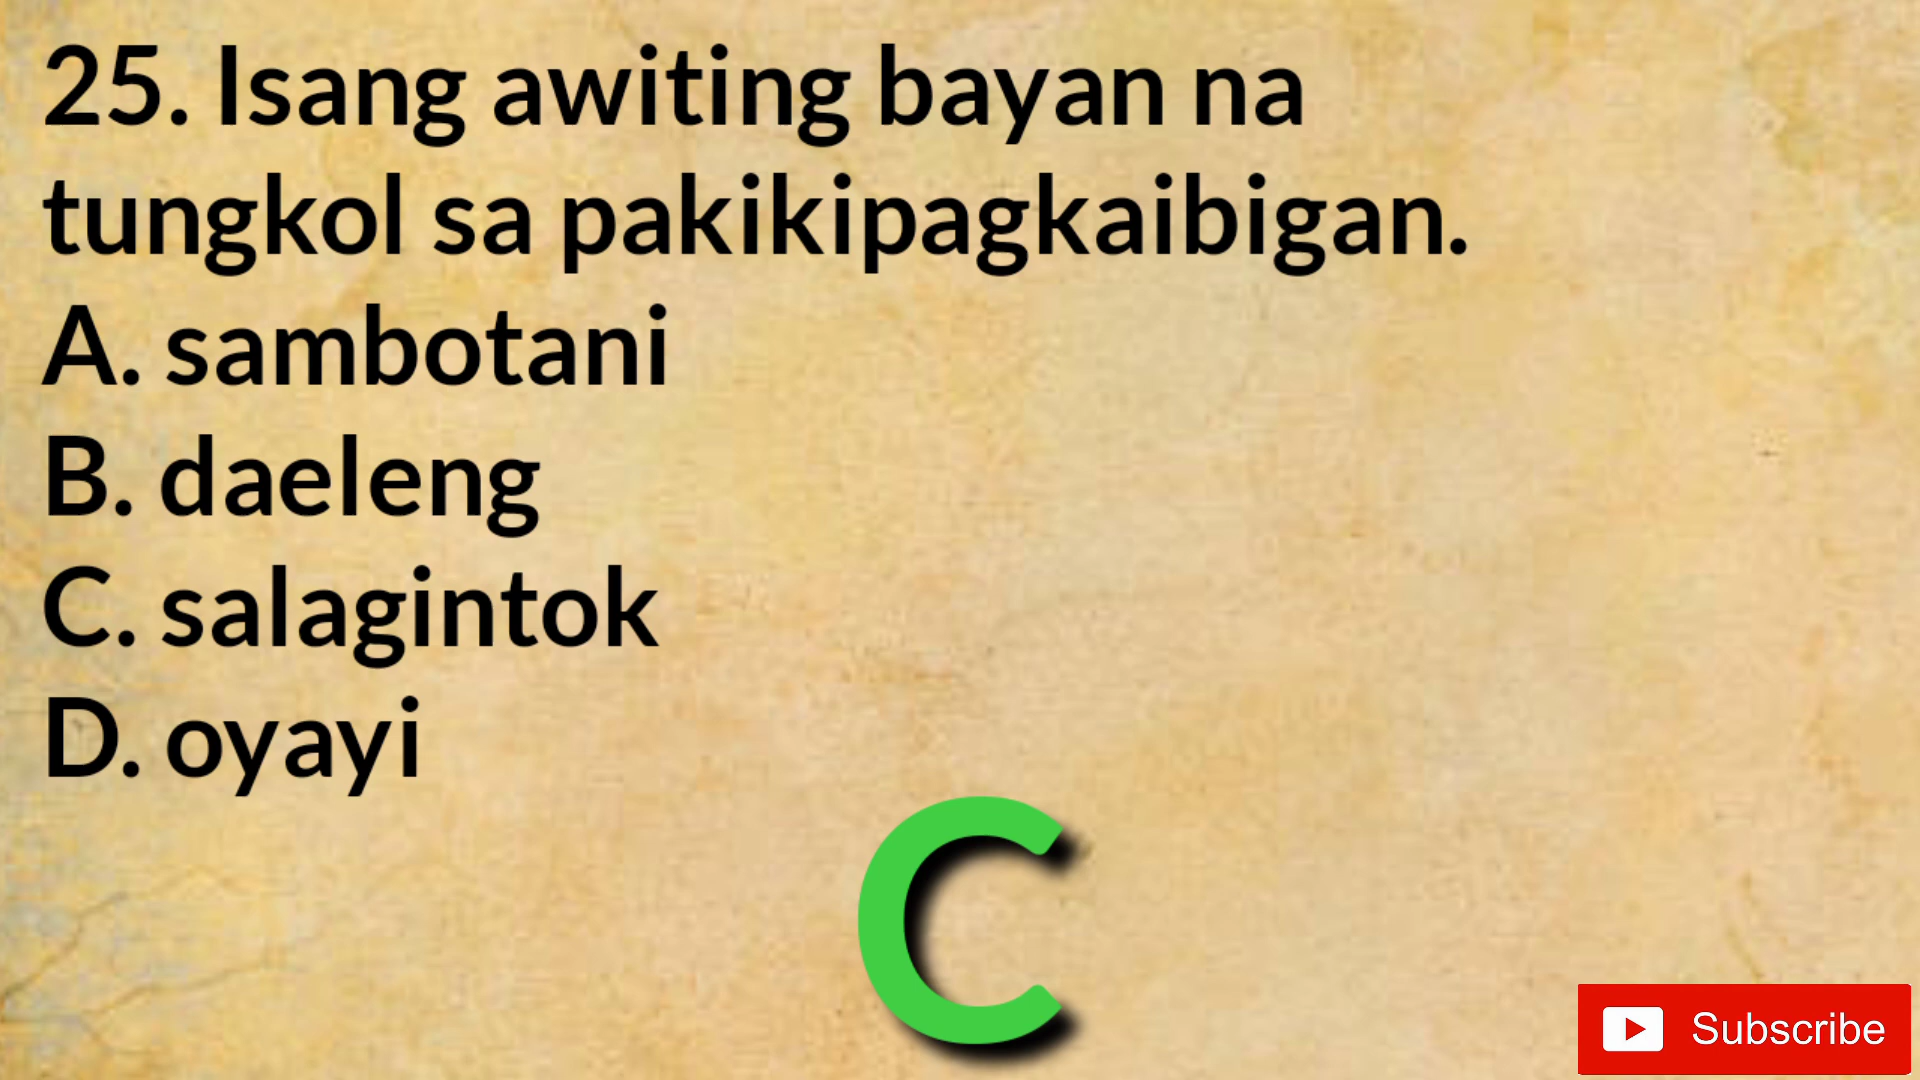 25. Isang awiting bayan na
tungkol sa pakikipagkaibigan.
A. sambotani
B. daeleng
C. salagintok
D. oyayi
C
Subscribe